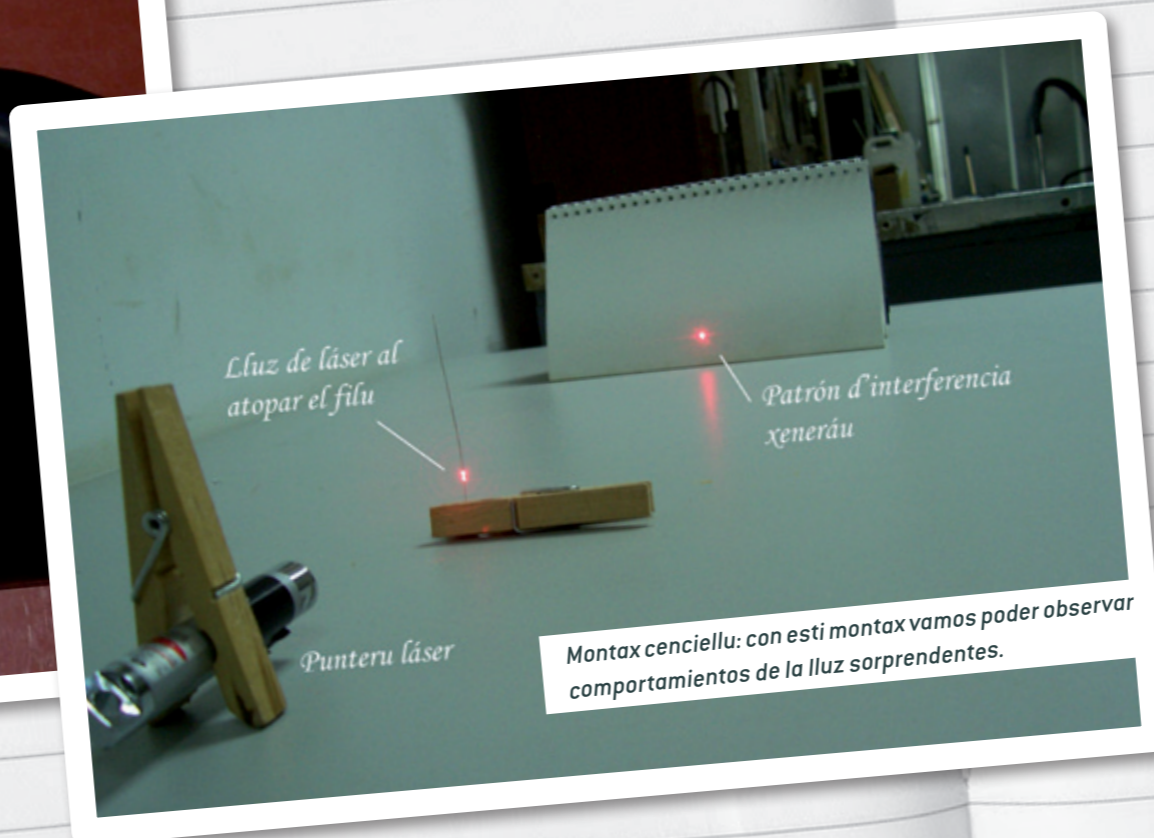 Lluz de láser al
atopar el filu
Patrón d'interferencia
xeneráu
Punteru láser
Montax cenciellu: con esti montax vamos poder observar
comportamientos de la lluz sorprendentes.